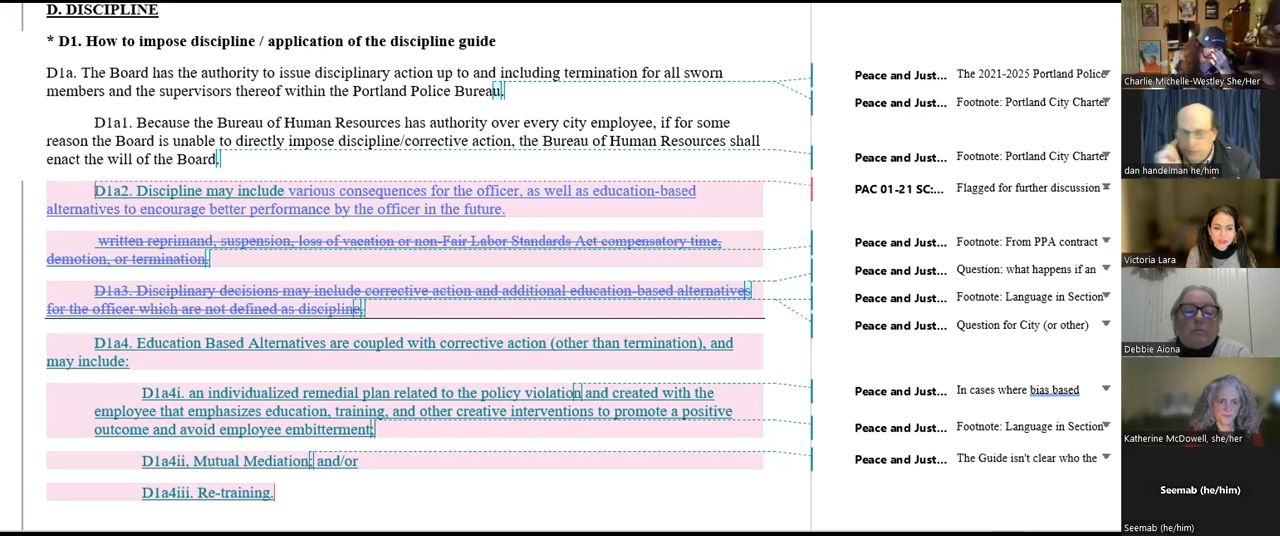 D. DISCIPLINE
* D1. How to impose discipline / application of the discipline guide
D1a. The Board has the authority to issue disciplinary action up to and including termination for all sworn
members and the supervisors thereof within the Portland Police Bureau.
D1a1. Because the Bureau of Human Resources has authority over every city employee, if for some
reason the Board is unable to directly impose discipline/corrective action, the Bureau of Human Resources shall
enact the will of the Board.
D1a2. Discipline may include various consequences for the officer, as well as education-based
alternatives to encourage better performance by the officer in the future.
written reprimand, suspension, loss of vacation or non-Fair Labor Standards Act compensatory time,
demotion, or termination.
D1a3. Disciplinary decisions may include corrective action and additional education-based alternatives
for the officer which are not defined as discipline.
D1a4. Education Based Alternatives are coupled with corrective action (other than termination), and
may include:
D1a4i. an individualized remedial plan related to the policy violation and created with the
employee that emphasizes education, training, and other creative interventions to promote a positive
outcome and avoid employee embitterment;
D1a4ii, Mutual Mediation; and/or
D1a4iii. Re-training.
Peace and Just... The 2021-2025 Portland Police
Peace and Just... Footnote: Portland City Charter
Peace and Just... Footnote: Portland City Charter
PAC 01-21 SC:... Flagged for further discussion
Peace and Just... Footnote: From PPA contract
Peace and Just... Question: what happens if an
Peace and Just... Footnote: Language in Section
Peace and Just... Question for City (or other)
Peace and Just... In cases where bias based
Peace and Just... Footnote: Language in Section
Peace and Just... The Guide isn't clear who the
Charlie Michelle-Westley She/Her
dan handelman he/him
Victoria Lara
Debbie Aiona
Katherine McDowell, she/her
Seemab (he/him)
Seemab (he/him)